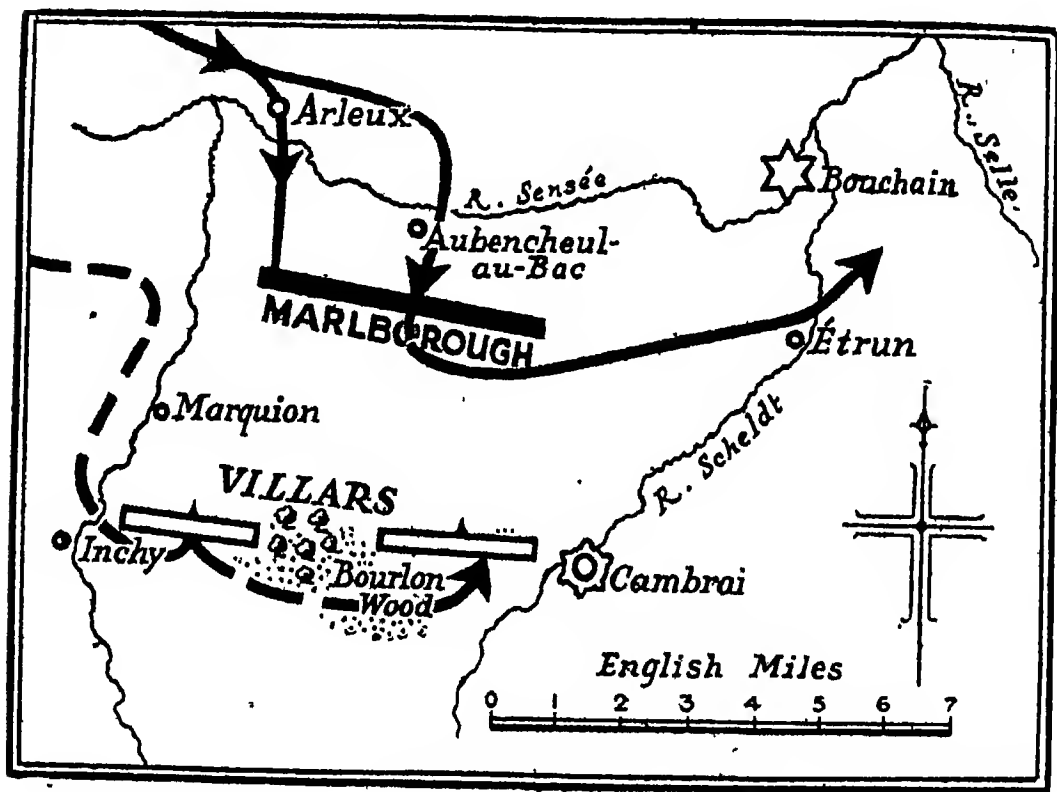 Arleux
R. Sensée
Bouchain
R. Selle
Aubencheul-
au-Bac
MARLBOROUGH
Étrun
Marquion
R. Scheldt
VILLARS
Inchy
Bourlon
Wood
Cambrai
English Miles
0 1 2 3 4 5 6 7